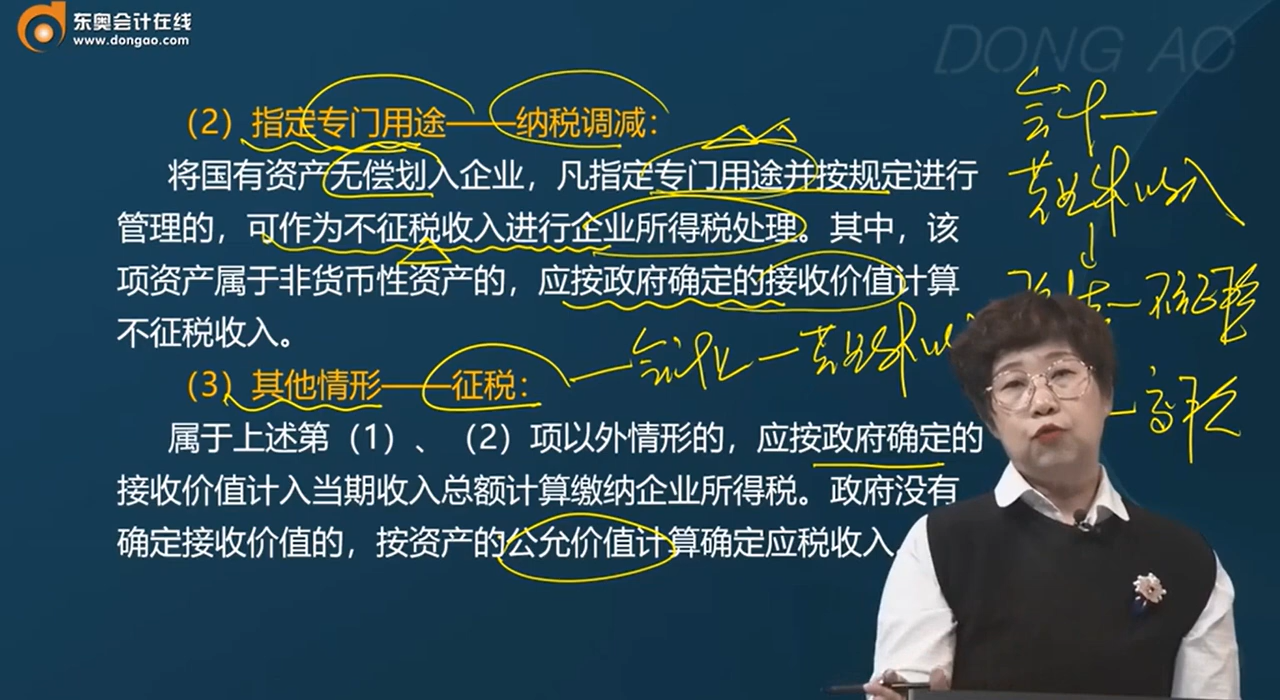 东奥会计在线
www.dongao.com
DONG AO
（2）指定专门用途——纳税调减：
将国有资产无偿划入企业，凡指定专门用途并按规定进行
管理的，可作为不征税收入进行企业所得税处理。其中，该
项资产属于非货币性资产的，应按政府确定的接收价值计算
不征税收入。
（3）其他情形——征税：
属于上述第（1）、（2）项以外情形的，应按政府确定的
接收价值计入当期收入总额计算缴纳企业所得税。政府没有
确定接收价值的，按资产的公允价值计算确定应税收入
会计—
营业外收入